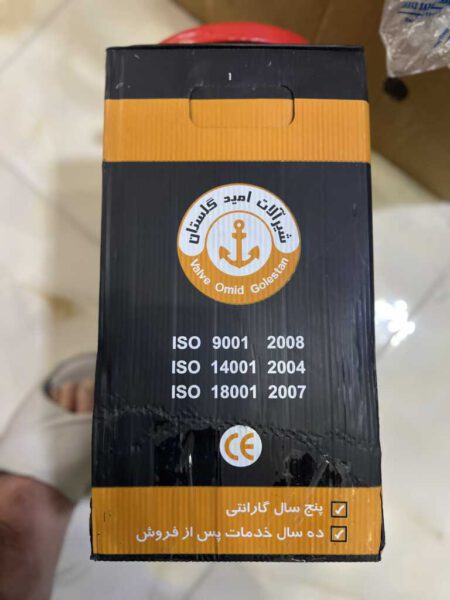 1
شیرآلات امید گلستان
Valve Omid Golestan
ISO 9001 2008
ISO 14001 2004
ISO 18001 2007
CE
پنج سال گارانتی
ده سال خدمات پس از فروش